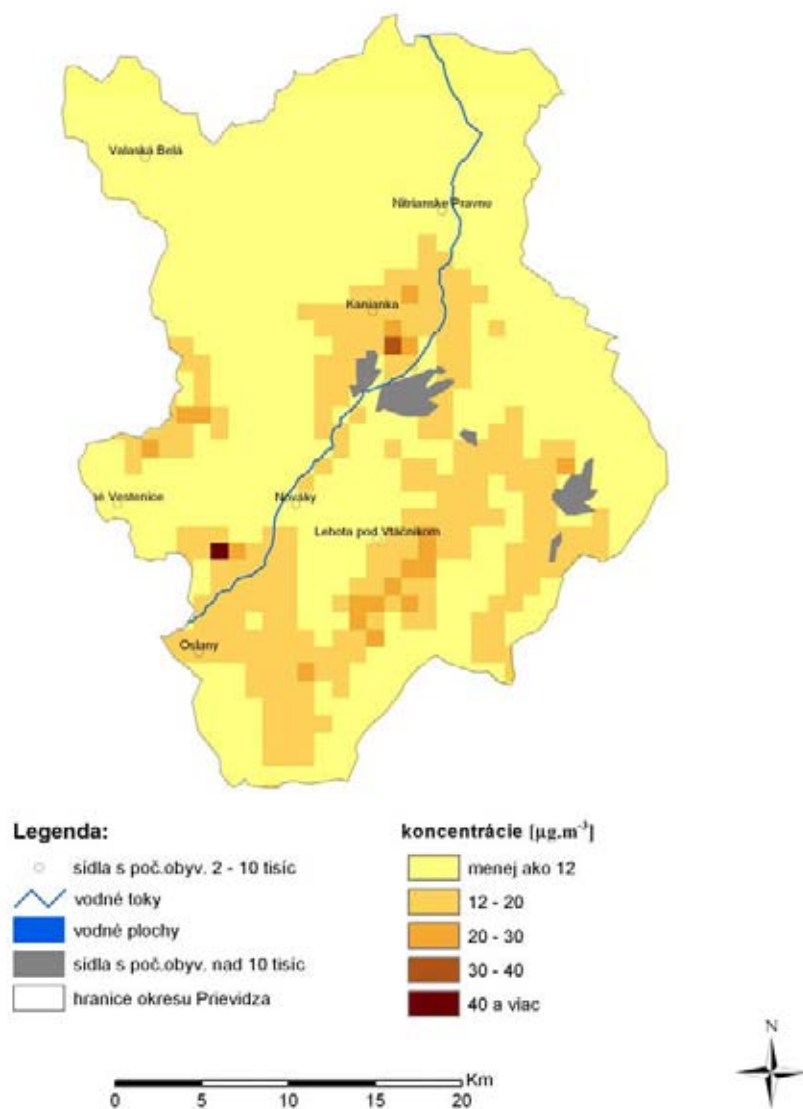 Valaská Belá
Nitrianske Pravno
Kanianka
né Vestenice
Nováky
Lehota pod Vtáčnikom
Oslany
Legenda:
sídla s poč.obyv. 2 - 10 tisíc
vodné toky
vodné plochy
sídla s poč.obyv. nad 10 tisíc
hranice okresu Prievidza
koncentrácie [µg.m⁻³]
menej ako 12
12 - 20
20 - 30
30 - 40
40 a viac
Km
0 5 10 20
N